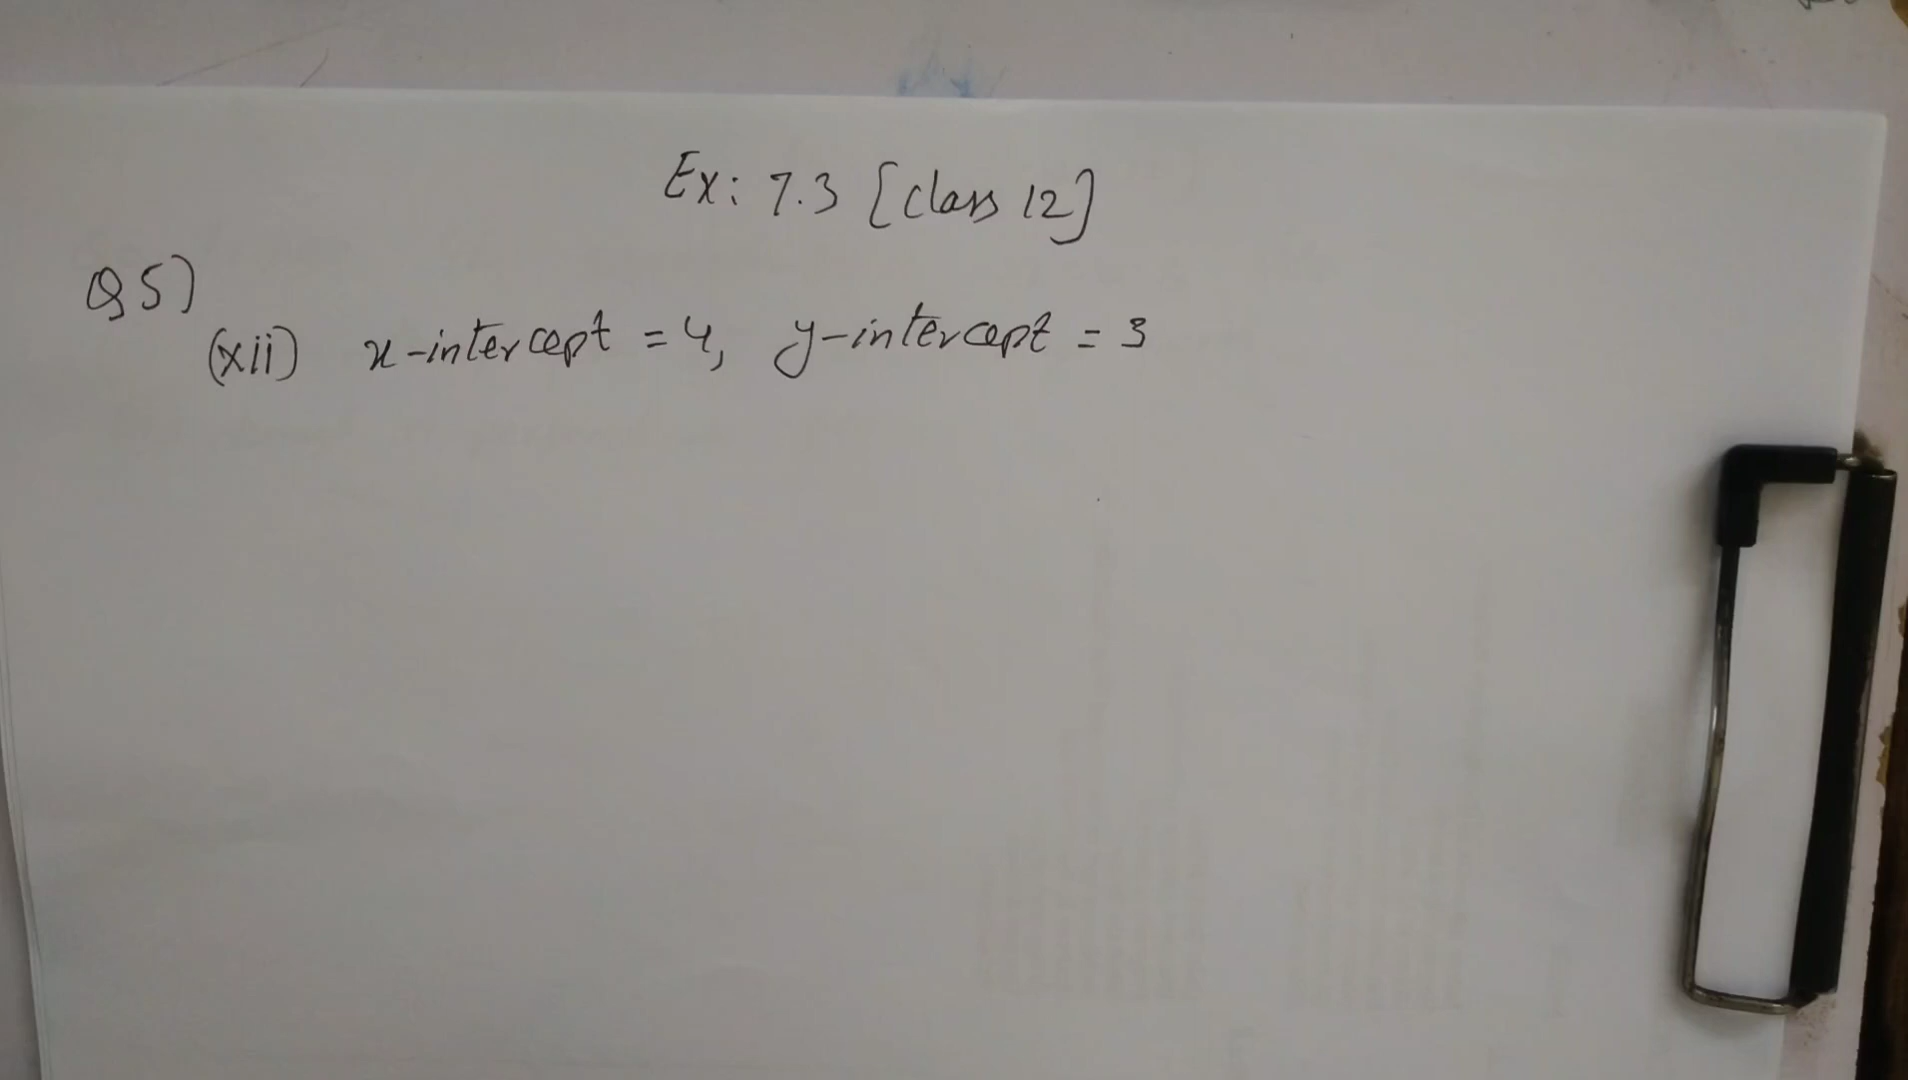 Ex: 7.3 [class 12]
Q5)
(xii) x-intercept = 4, y-intercept = 3